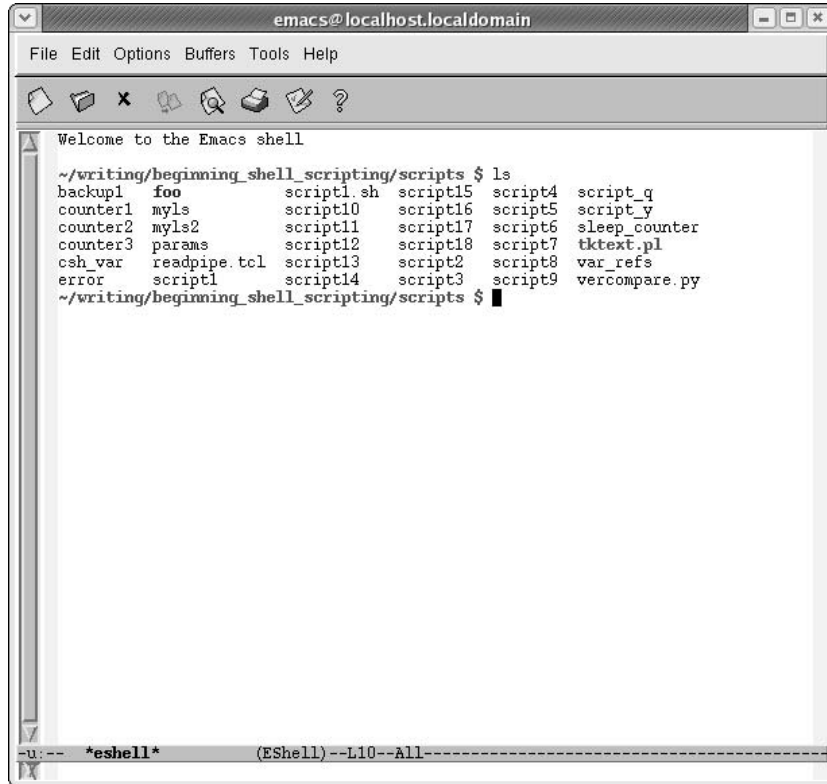 emacs@localhost.localdomain
File Edit Options Buffers Tools Help
Welcome to the Emacs shell
~/writing/beginning_shell_scripting/scripts $ ls
backup1 foo script1.sh script15 script4 script_q
counter1 myls script10 script16 script5 script_y
counter2 myls2 script11 script17 script6 sleep_counter
counter3 params script12 script18 script7 tktext.pl
csh_var readpipe.tcl script13 script2 script8 var_refs
error script1 script14 script3 script9 vercompare.py
~/writing/beginning_shell_scripting/scripts $
-u:-- *eshell* (EShell)--L10--All----------------------------------------------------